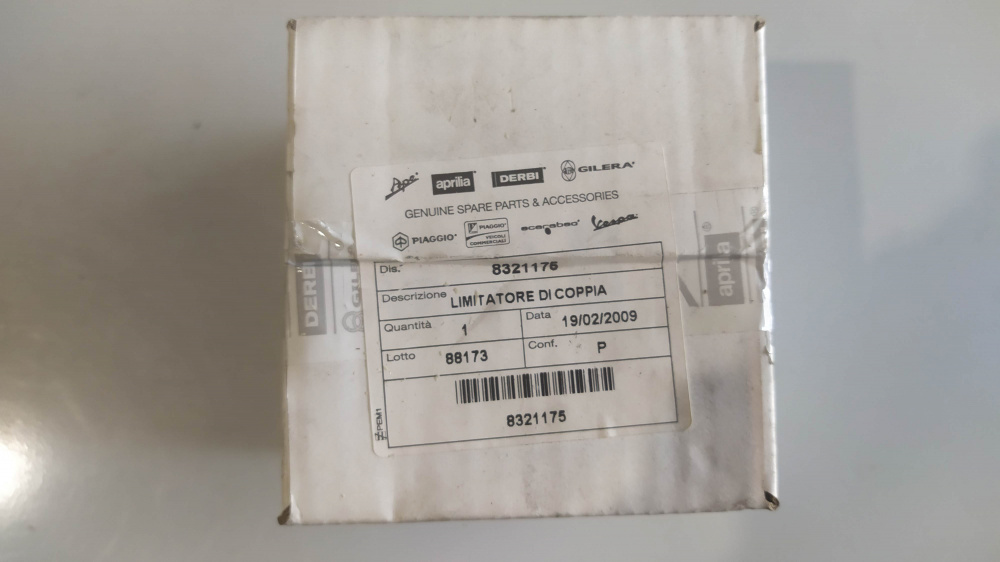 Ape aprilia DERBI GILERA
GENUINE SPARE PARTS & ACCESSORIES
PIAGGIO PIAGGIO VEICOLI COMMERCIALI scarabeo Vespa
Dis. 8321176
Descrizione LIMITATORE DI COPPIA
Quantità 1 Data 19/02/2009
Lotto 88173 Conf. P
8321175
PEM1
DERBI
aprilia